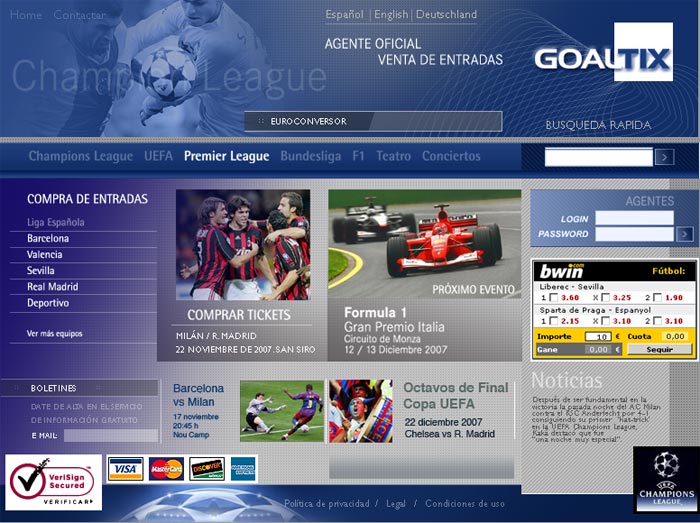 Home Contactar
Español | English | Deutschland
AGENTE OFICIAL
VENTA DE ENTRADAS
GOALTIX
Champions League
:: EUROCONVERSOR
BUSQUEDA RAPIDA
Champions League UEFA Premier League Bundesliga F1 Teatro Conciertos
COMPRA DE ENTRADAS
Liga Española
Barcelona
Valencia
Sevilla
Real Madrid
Deportivo
Ver más equipos
COMPRAR TICKETS
MILÁN / R. MADRID
22 NOVIEMBRE DE 2007. SAN SIRO
PRÓXIMO EVENTO
Formula 1
Gran Premio Italia
Circuito de Monza
12 / 13 Diciembre 2007
AGENTES
LOGIN
PASSWORD
bwin.com Fútbol:
Liberec - Sevilla
1 3.60 X 3.25 2 1.90
Sparta de Praga - Espanyol
1 2.15 X 3.10 2 3.10
Importe 10 € Cuota 0,00
Gane 0,00 € Seguir
:: BOLETINES ::
DATE DE ALTA EN EL SERVICIO
DE INFORMACIÓN GRATUITO
E MAIL
Barcelona
vs Milan
17 noviembre
20:45 h
Nou Camp
Octavos de Final
Copa UEFA
22 diciembre 2007
Chelsea vs R. Madrid
Noticias
Después de ser fundamental en la
victoria la pasada noche del A.C Milan
contra el RSC Anderlecht por 4-1
consiguiendo su primer "hat-trick"
en la UEFA Champions League,
Kaká destacó que fue
"una noche muy especial".
VeriSign
Secured
VERIFICAR
VISA MasterCard DISCOVER AMERICAN EXPRESS
Política de privacidad / Legal / Condiciones de uso
UEFA
CHAMPIONS
LEAGUE